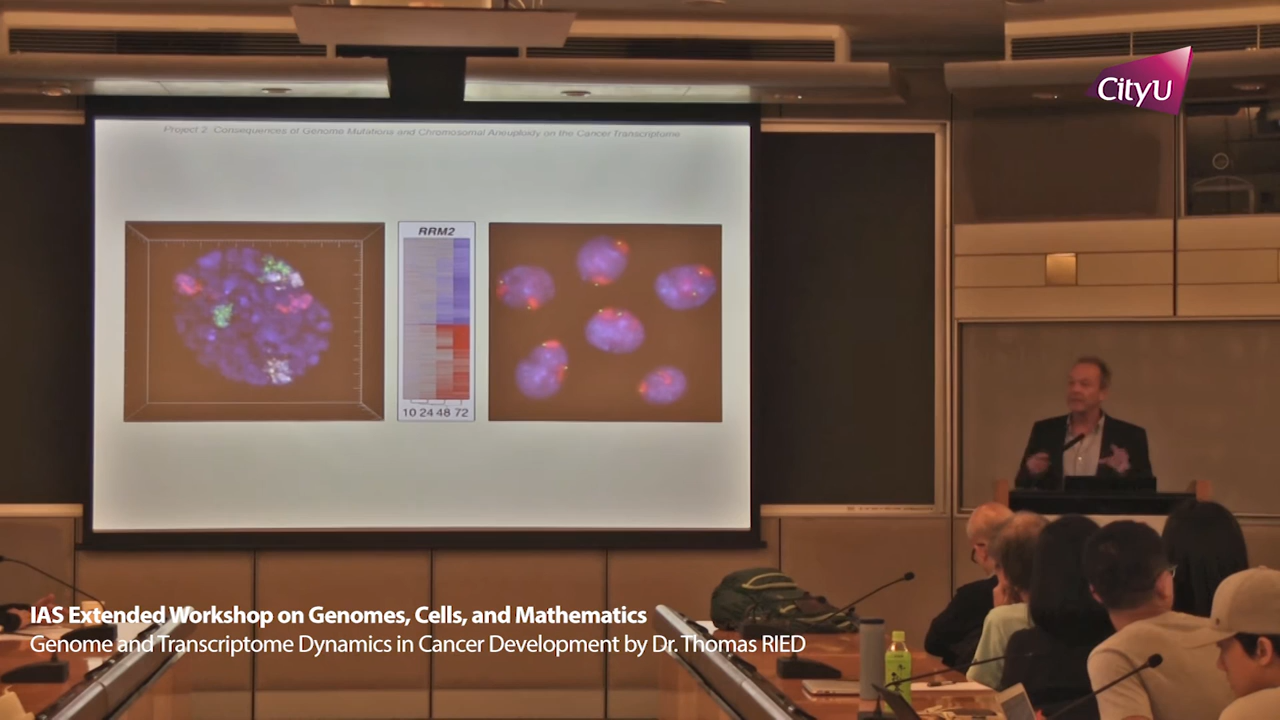 CityU
Project 2: Consequences of Genome Mutations and Chromosomal Aneuploidy on the Cancer Transcriptome
RRM2
10 24 48 72
IAS Extended Workshop on Genomes, Cells, and Mathematics
Genome and Transcriptome Dynamics in Cancer Development by Dr. Thomas RIED